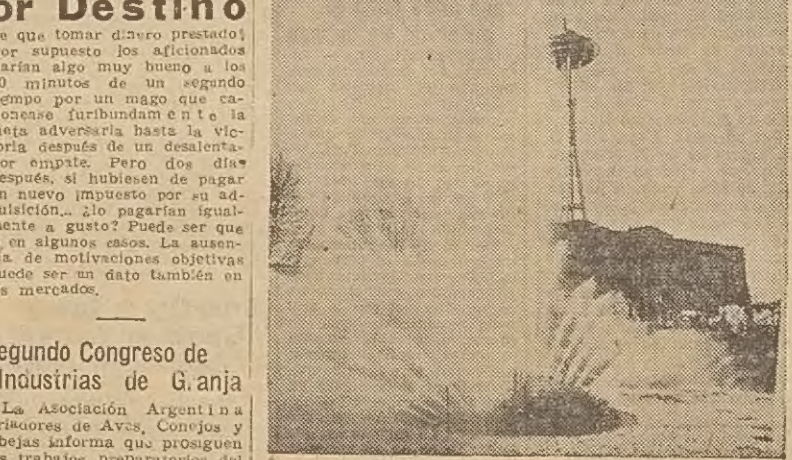 or Destino
e que tomar dinero prestado;
or supuesto los aficionados
arían algo muy bueno a los
0 minutos de un segundo
empo por un mago que ca-
onease furibundamente la
eta adversaria hasta la vic-
oria después de un desalenta-
or empate. Pero dos días
espués, si hubiesen de pagar
n nuevo impuesto por su ad-
uisición... ¿lo pagarían igual-
ente a gusto? Puede ser que
, en algunos casos. La ausen-
a de motivaciones objetivas
uede ser un dato también en
s mercados.
egundo Congreso de
Industrias de G.anja
La Asociación Argentina
riadores de Aves, Conejos y
bejas informa que prosiguen
s trabajos preparatorios del